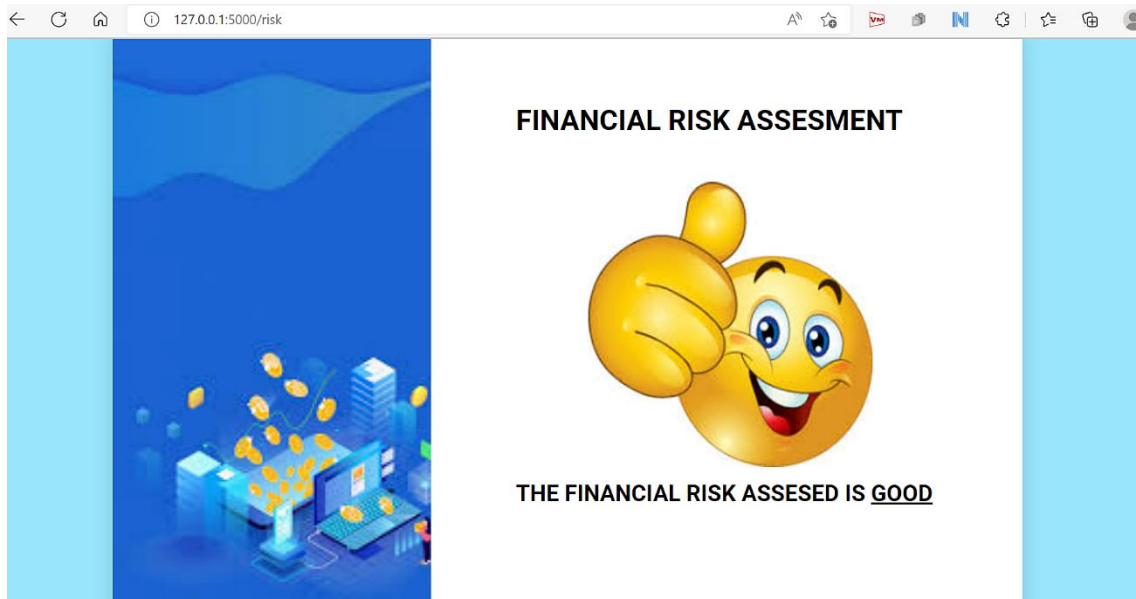 127.0.0.1:5000/risk
FINANCIAL RISK ASSESMENT
THE FINANCIAL RISK ASSESED IS GOOD